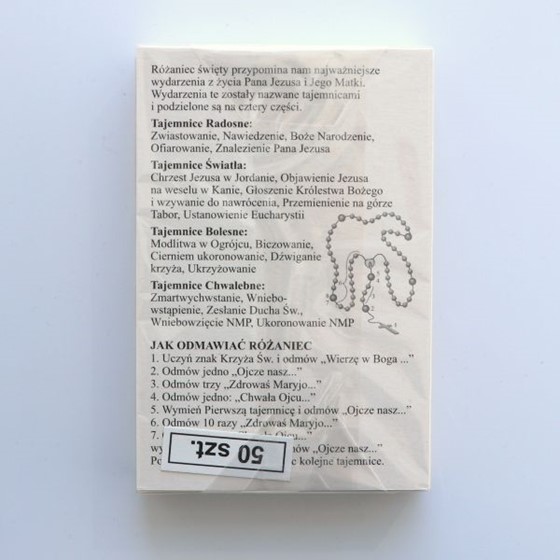 Różaniec święty przypomina nam najważniejsze
wydarzenia z życia Pana Jezusa i Jego Matki.
Wydarzenia te zostały nazwane tajemnicami
i podzielone są na cztery części.
Tajemnice Radosne:
Zwiastowanie, Nawiedzenie, Boże Narodzenie,
Ofiarowanie, Znalezienie Pana Jezusa
Tajemnice Światła:
Chrzest Jezusa w Jordanie, Objawienie Jezusa
na weselu w Kanie, Głoszenie Królestwa Bożego
i wzywanie do nawrócenia, Przemienienie na górze
Tabor, Ustanowienie Eucharystii
Tajemnice Bolesne:
Modlitwa w Ogrójcu, Biczowanie,
Cierniem ukoronowanie, Dźwiganie
krzyża, Ukrzyżowanie
Tajemnice Chwalebne:
Zmartwychwstanie, Wniebo-
wstąpienie, Zesłanie Ducha Św.,
Wniebowzięcie NMP, Ukoronowanie NMP
JAK ODMAWIAĆ RÓŻANIEC
1. Uczyń znak Krzyża Św. i odmów „Wierzę w Boga ...”
2. Odmów jedno „Ojcze nasz...”
3. Odmów trzy „Zdrowaś Maryjo...”
4. Odmów jedno: „Chwała Ojcu...”
5. Wymień Pierwszą tajemnicę i odmów „Ojcze nasz...”
6. Odmów 10 razy „Zdrowaś Maryjo...”
7. Ojcu...”
„Ojcze nasz...”
kolejne tajemnice.
50 szt.